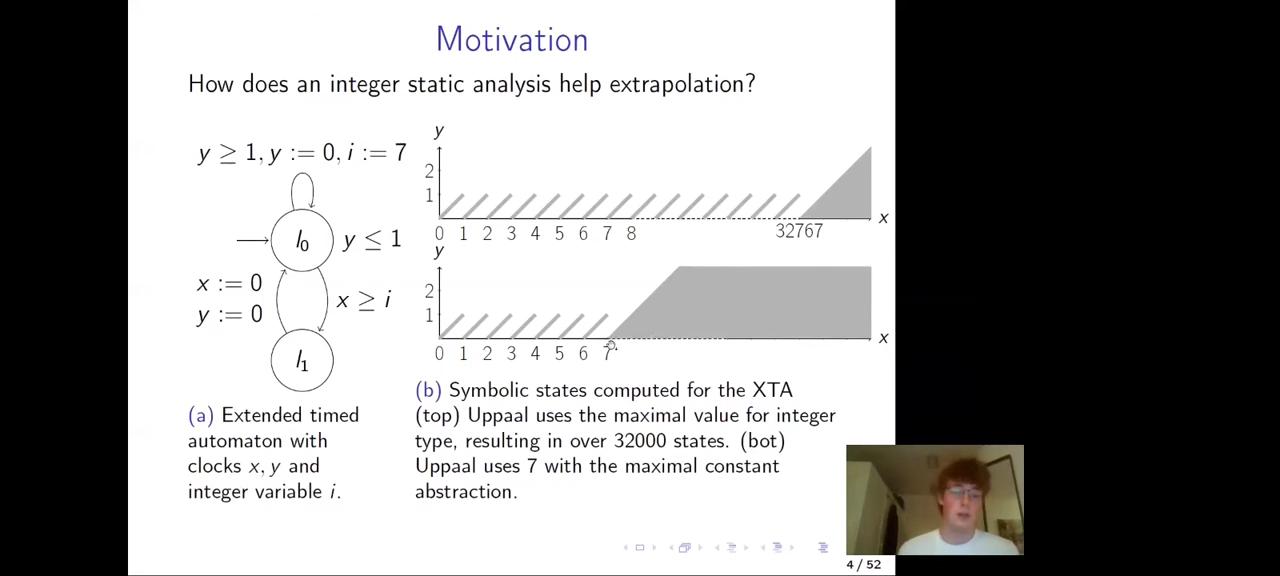 Motivation
How does an integer static analysis help extrapolation?
y ≥ 1, y := 0, i := 7
l₀
y ≤ 1
x := 0
y := 0
x ≥ i
l₁
(a) Extended timed
automaton with
clocks x, y and
integer variable i.
y
2
1
x
0 1 2 3 4 5 6 7 8 32767
y
2
1
x
0 1 2 3 4 5 6 7
(b) Symbolic states computed for the XTA
(top) Uppaal uses the maximal value for integer
type, resulting in over 32000 states. (bot)
Uppaal uses 7 with the maximal constant
abstraction.
4 / 52